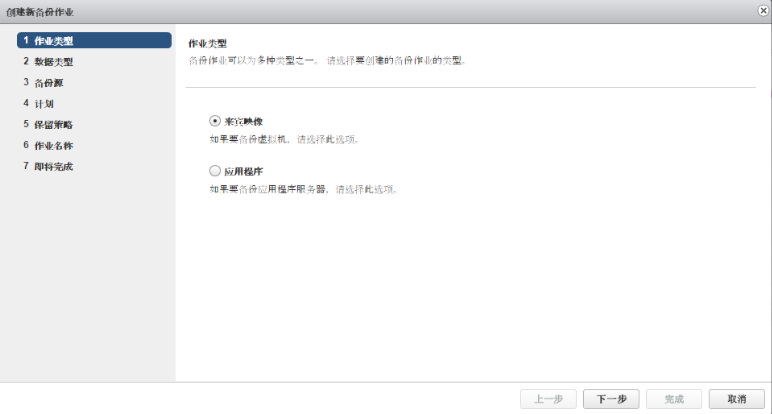 创建新备份作业
1 作业类型
2 数据类型
3 备份源
4 计划
5 保留策略
6 作业名称
7 即将完成
作业类型
备份作业可以为多种类型之一。 请选择要创建的备份作业的类型。
来宾映像
如果要备份虚拟机，请选择此选项。
应用程序
如果要备份应用程序服务器，请选择此选项。
上一步 下一步 完成 取消